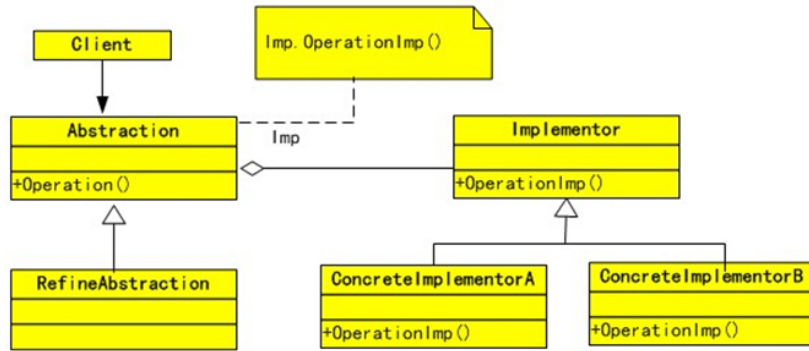 Client
Imp.OperationImp()
Abstraction
Imp
Implementor
+Operation()
+OperationImp()
RefineAbstraction
ConcreteImplementorA
ConcreteImplementorB
+OperationImp()
+OperationImp()